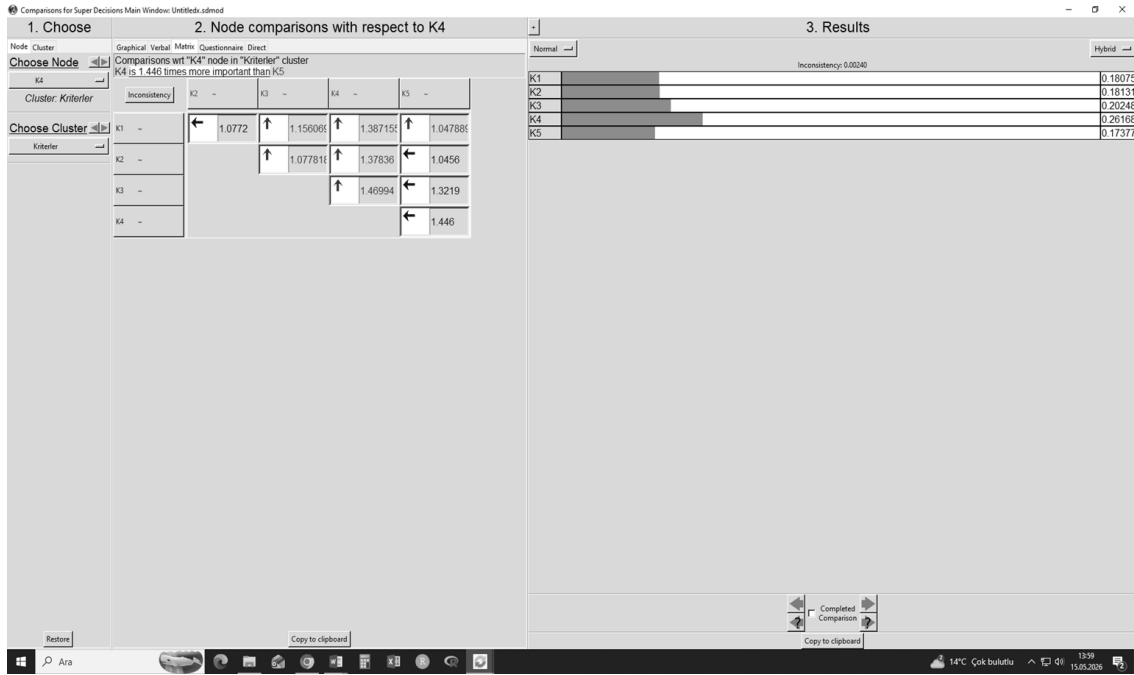 Comparisons for Super Decisions Main Window: Untitledx.sdmod
1. Choose
2. Node comparisons with respect to K4
+
3. Results
Node Cluster
Graphical Verbal Matrix Questionnaire Direct
Normal
Hybrid
Choose Node
Comparisons wrt "K4" node in "Kriterler" cluster
K4 is 1.446 times more important than K5
Inconsistency: 0.00240
K4
Cluster: Kriterler
Inconsistency
K2 ~
K3 ~
K4 ~
K5 ~
Choose Cluster
Kriterler
K1 ~ 1.0772 1.156069 1.387155 1.047889
K2 ~ 1.077818 1.37836 1.0456
K3 ~ 1.46994 1.3219
K4 ~ 1.446
K1 0.18075
K2 0.18131
K3 0.20248
K4 0.26168
K5 0.17377
Completed
Comparison
Restore
Copy to clipboard
Copy to clipboard
Ara
14°C Çok bulutlu
13:59
15.05.2026